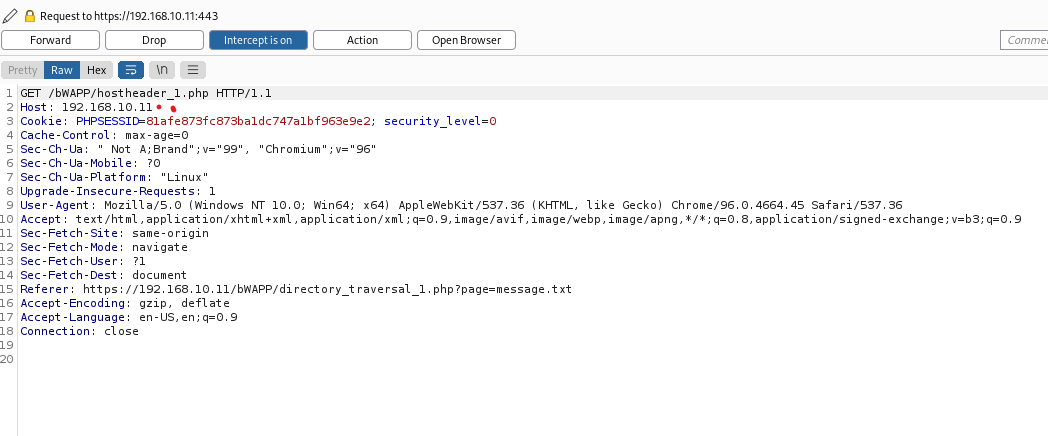 Request to https://192.168.10.11:443
Forward Drop Intercept is on Action Open Browser Comme
Pretty Raw Hex \n
1 GET /bWAPP/hostheader_1.php HTTP/1.1
2 Host: 192.168.10.11
3 Cookie: PHPSESSID=81afe873fc873ba1dc747a1bf963e9e2; security_level=0
4 Cache-Control: max-age=0
5 Sec-Ch-Ua: " Not A;Brand";v="99", "Chromium";v="96"
6 Sec-Ch-Ua-Mobile: ?0
7 Sec-Ch-Ua-Platform: "Linux"
8 Upgrade-Insecure-Requests: 1
9 User-Agent: Mozilla/5.0 (Windows NT 10.0; Win64; x64) AppleWebKit/537.36 (KHTML, like Gecko) Chrome/96.0.4664.45 Safari/537.36
10 Accept: text/html,application/xhtml+xml,application/xml;q=0.9,image/avif,image/webp,image/apng,*/*;q=0.8,application/signed-exchange;v=b3;q=0.9
11 Sec-Fetch-Site: same-origin
12 Sec-Fetch-Mode: navigate
13 Sec-Fetch-User: ?1
14 Sec-Fetch-Dest: document
15 Referer: https://192.168.10.11/bWAPP/directory_traversal_1.php?page=message.txt
16 Accept-Encoding: gzip, deflate
17 Accept-Language: en-US,en;q=0.9
18 Connection: close
19
20